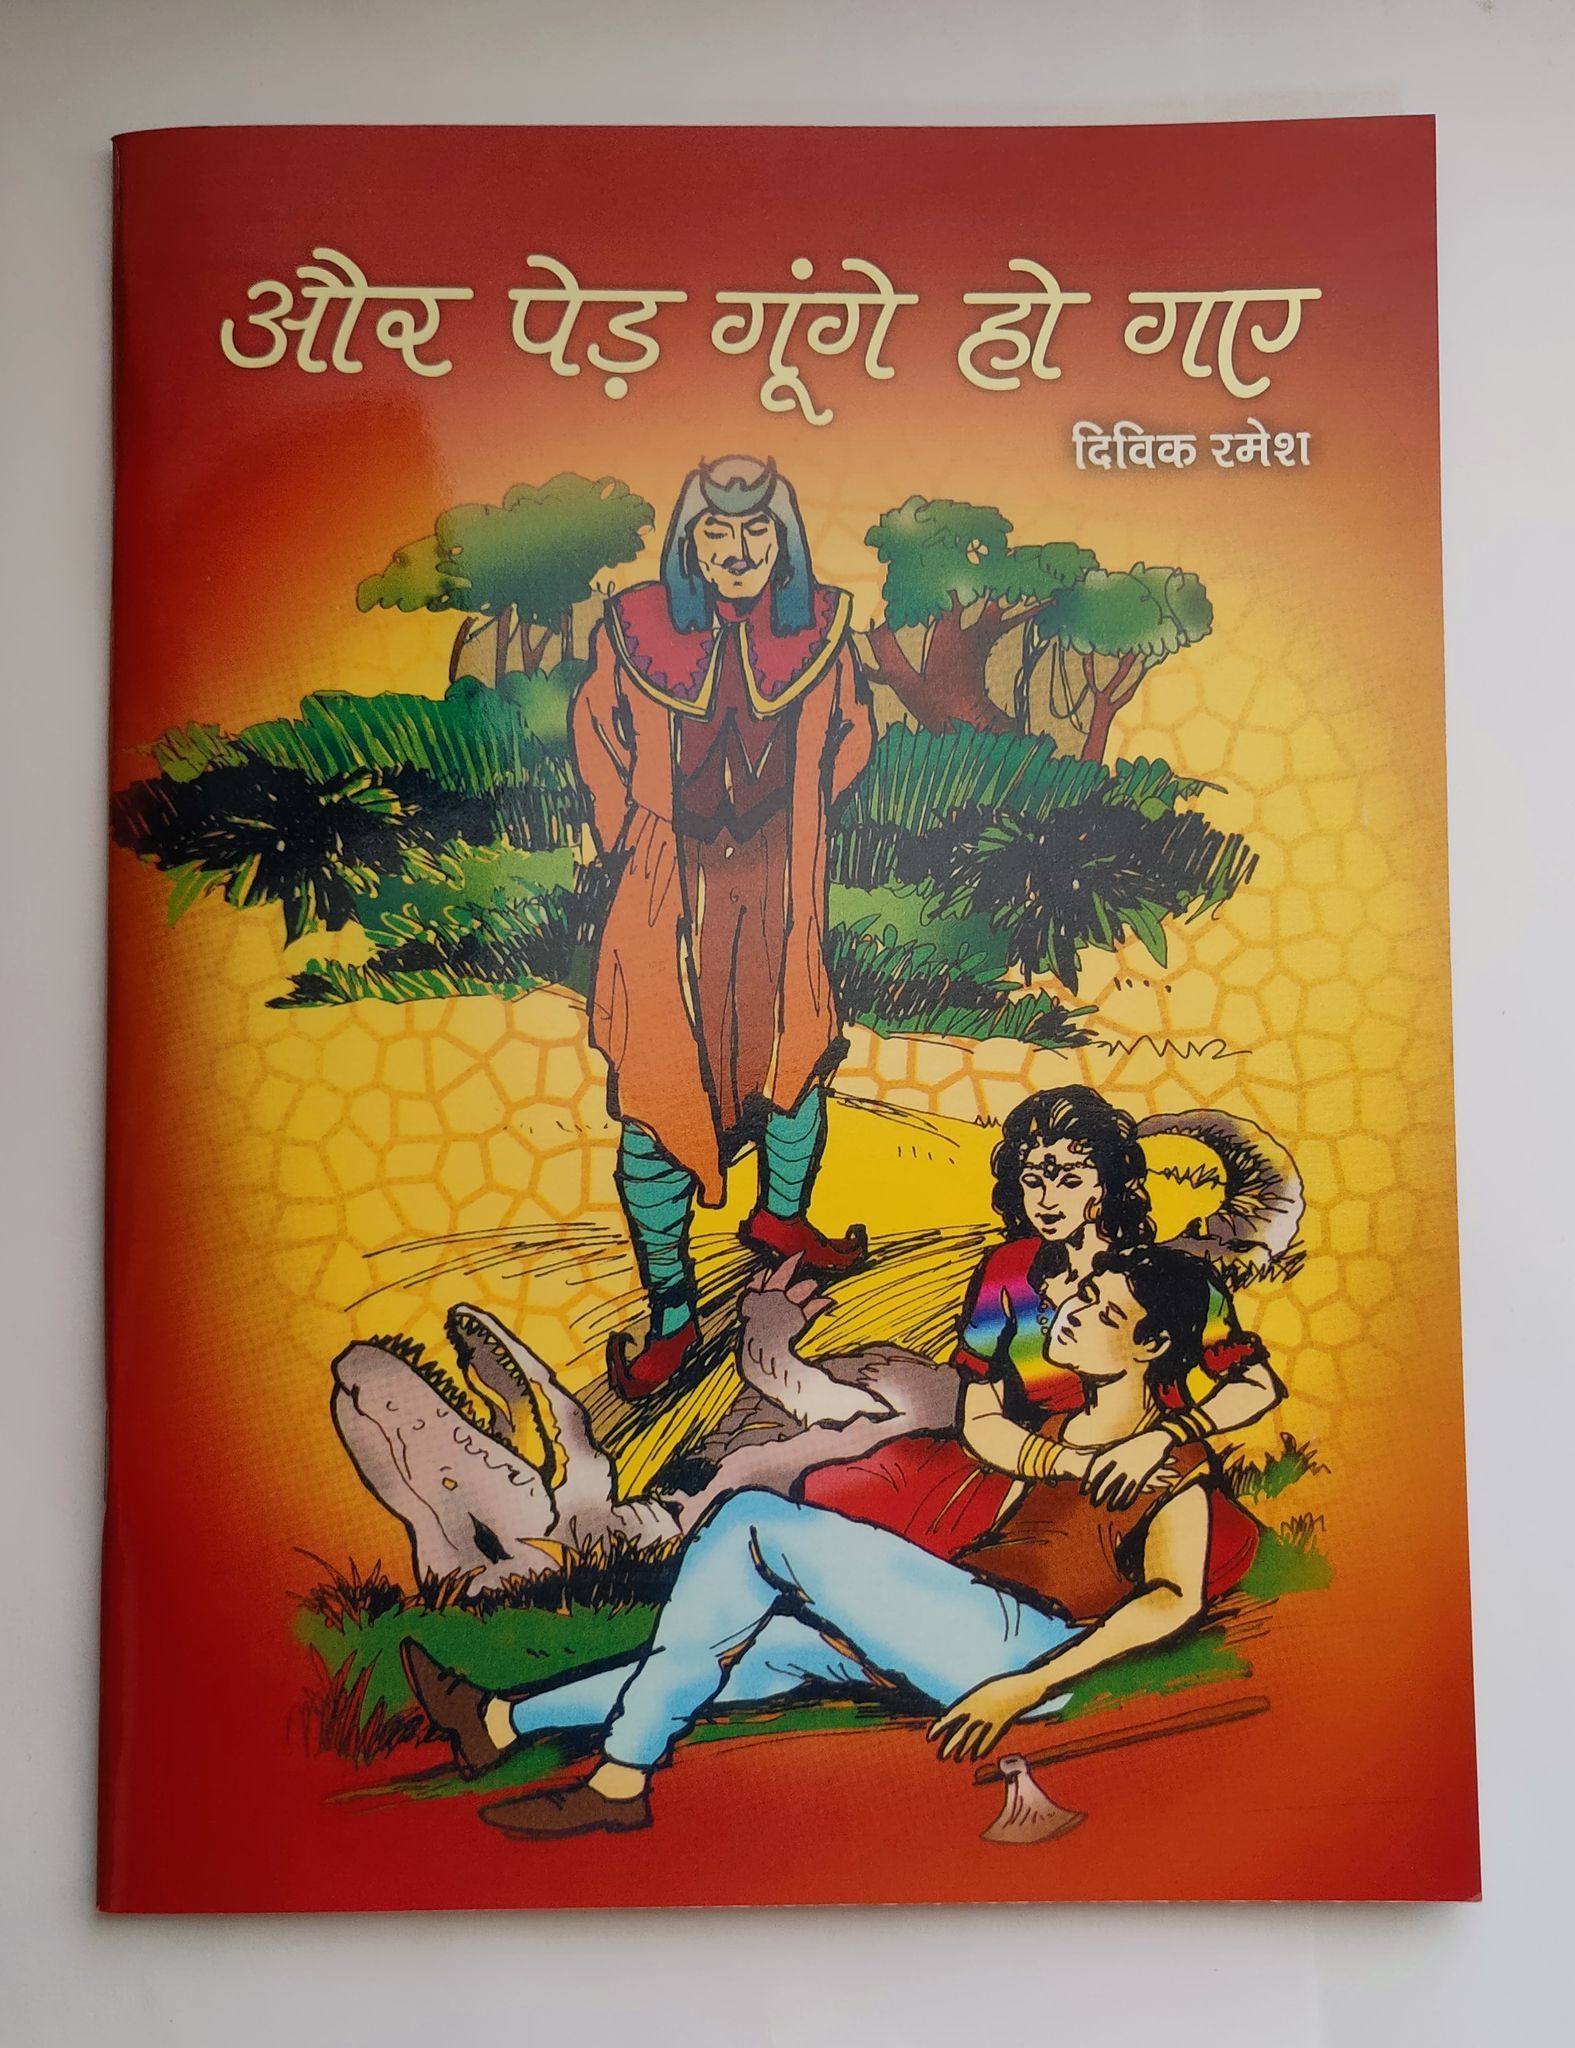 और पेड़ गूंगे हो गए
दिविक रमेश